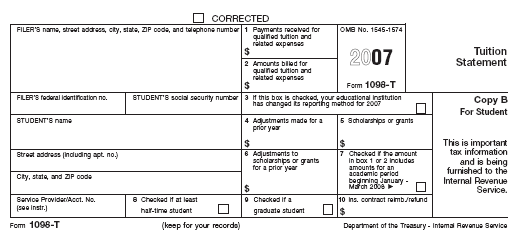 CORRECTED
FILER'S name, street address, city, state, ZIP code, and telephone number
1 Payments received for
qualified tuition and
related expenses
$
2 Amounts billed for
qualified tuition and
related expenses
$
OMB No. 1545-1574
2007
Form 1098-T
Tuition
Statement
FILER'S federal identification no.
STUDENT'S social security number
3 If this box is checked, your educational institution
has changed its reporting method for 2007
Copy B
For Student
STUDENT'S name
4 Adjustments made for a
prior year
$
5 Scholarships or grants
$
This is important
tax information
and is being
furnished to the
Internal Revenue
Service.
Street address (including apt. no.)
City, state, and ZIP code
6 Adjustments to
scholarships or grants
for a prior year
$
7 Checked if the amount
in box 1 or 2 includes
amounts for an
academic period
beginning January -
March 2008 ►
Service Provider/Acct. No.
(see instr.)
8 Checked if at least
half-time student
9 Checked if a
graduate student
10 Ins. contract reimb./refund
$
Form 1098-T
(keep for your records)
Department of the Treasury - Internal Revenue Service